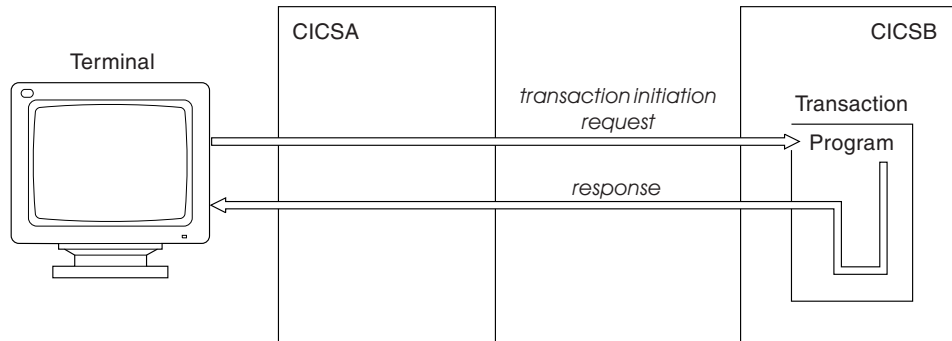 CICSA
CICSB
Terminal
transaction initiation
request
Transaction
Program
response